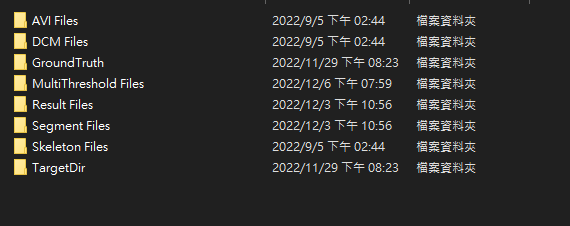 AVI Files 2022/9/5 下午 02:44 檔案資料夾
DCM Files 2022/9/5 下午 02:44 檔案資料夾
GroundTruth 2022/11/29 下午 08:23 檔案資料夾
MultiThreshold Files 2022/12/6 下午 07:59 檔案資料夾
Result Files 2022/12/3 下午 10:56 檔案資料夾
Segment Files 2022/12/3 下午 10:56 檔案資料夾
Skeleton Files 2022/9/5 下午 02:44 檔案資料夾
TargetDir 2022/11/29 下午 08:23 檔案資料夾